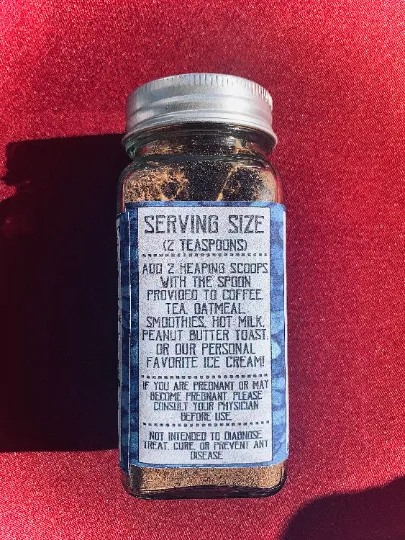 SERVING SIZE
(2 TEASPOONS)
ADD 2 HEAPING SCOOPS
WITH THE SPOON
PROVIDED TO COFFEE,
TEA, OATMEAL,
SMOOTHIES, HOT MILK,
PEANUT BUTTER TOAST,
OR OUR PERSONAL
FAVORITE ICE CREAM!
IF YOU ARE PREGNANT OR MAY
BECOME PREGNANT, PLEASE
CONSULT YOUR PHYSICIAN
BEFORE USE.
NOT INTENDED TO DIAGNOSE,
TREAT, CURE, OR PREVENT ANY
DISEASE.